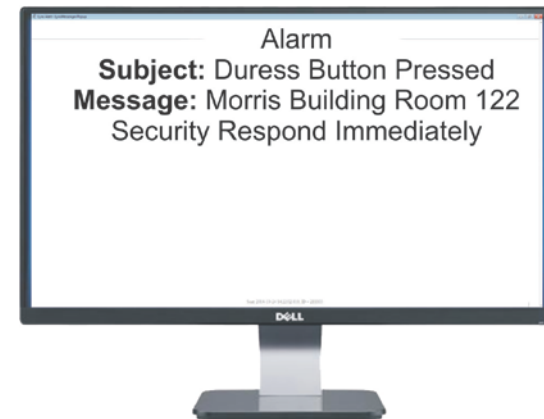 Alarm
Subject: Duress Button Pressed
Message: Morris Building Room 122
Security Respond Immediately
DELL